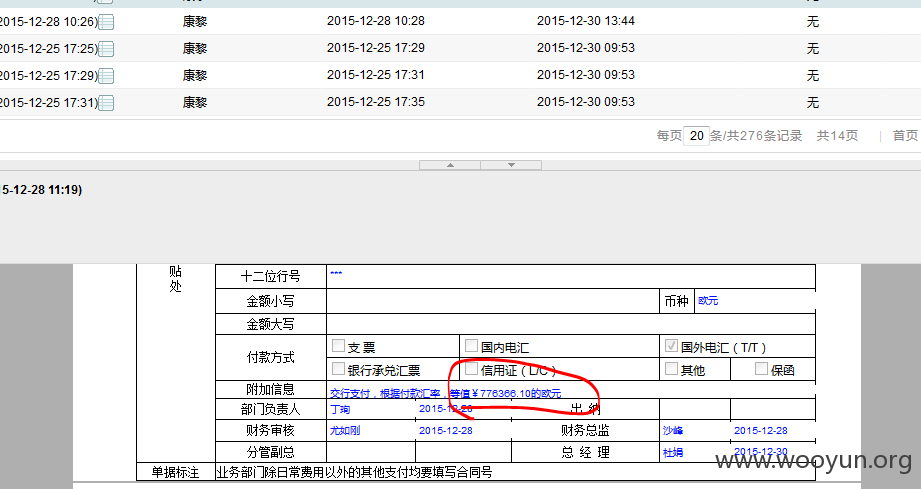 2015-12-28 10:26) 康黎 2015-12-28 10:28 2015-12-30 13:44 无
2015-12-25 17:25) 康黎 2015-12-25 17:29 2015-12-30 09:53 无
2015-12-25 17:29) 康黎 2015-12-25 17:31 2015-12-30 09:53 无
2015-12-25 17:31) 康黎 2015-12-25 17:35 2015-12-30 09:53 无
每页 20 条/共276条记录 共14页 首页
15-12-28 11:19)
贴
处
十二位行号 ***
金额小写 币种 欧元
金额大写
付款方式
支票 国内电汇 国外电汇（T/T）
银行承兑汇票 信用证（L/C） 其他 保函
附加信息 交行支付，根据付款汇率，等值￥776366.10的欧元
部门负责人 丁珣 2015-12-28 出 纳
财务审核 尤如刚 2015-12-28 财务总监 沙峰 2015-12-28
分管副总 总 经 理 杜娟 2015-12-30
单据标注 业务部门除日常费用以外的其他支付均要填写合同号
www.wooyun.org